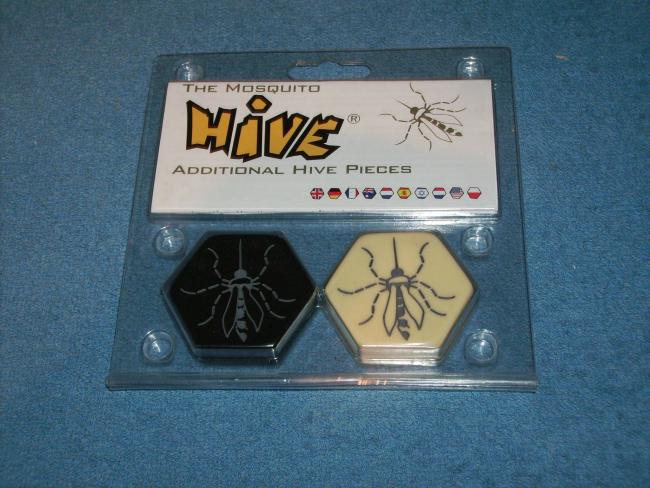 The Mosquito
HIVE®
Additional Hive Pieces